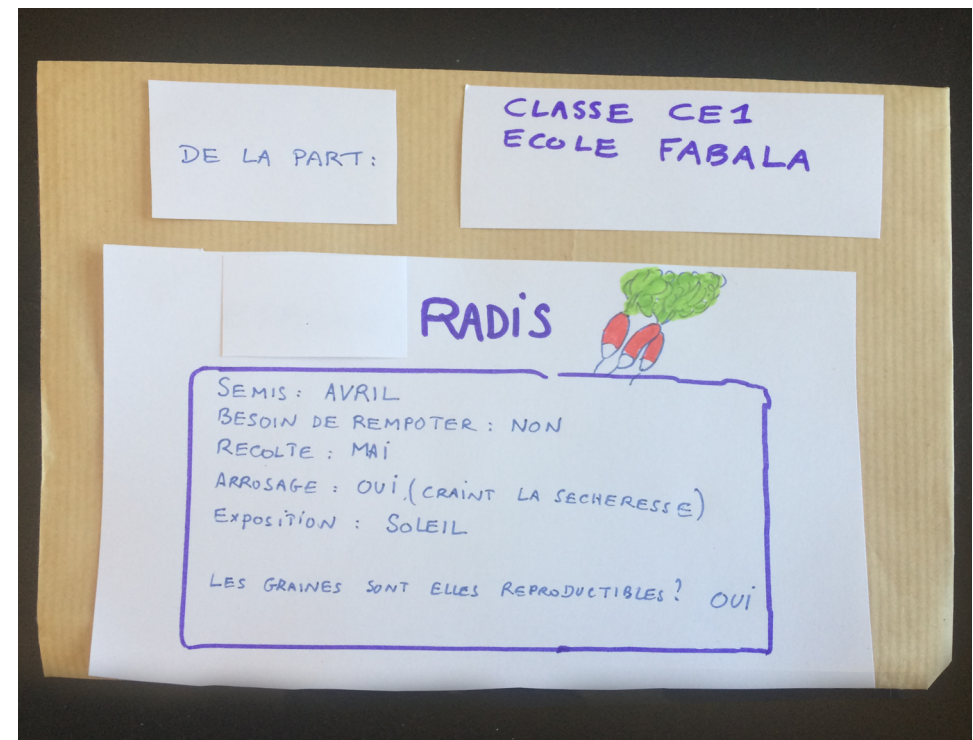 DE LA PART:
CLASSE CE1
ECOLE FABALA
RADiS
SEMIS: AVRIL
BESOIN DE REMPOTER: NON
RECOLTE: MAi
ARROSAGE: OUi (CRAINT LA SECHERESSE)
EXPOSITION: SOLEIL
LES GRAINES SONT ELLES REPRODUCTIBLES? OUi